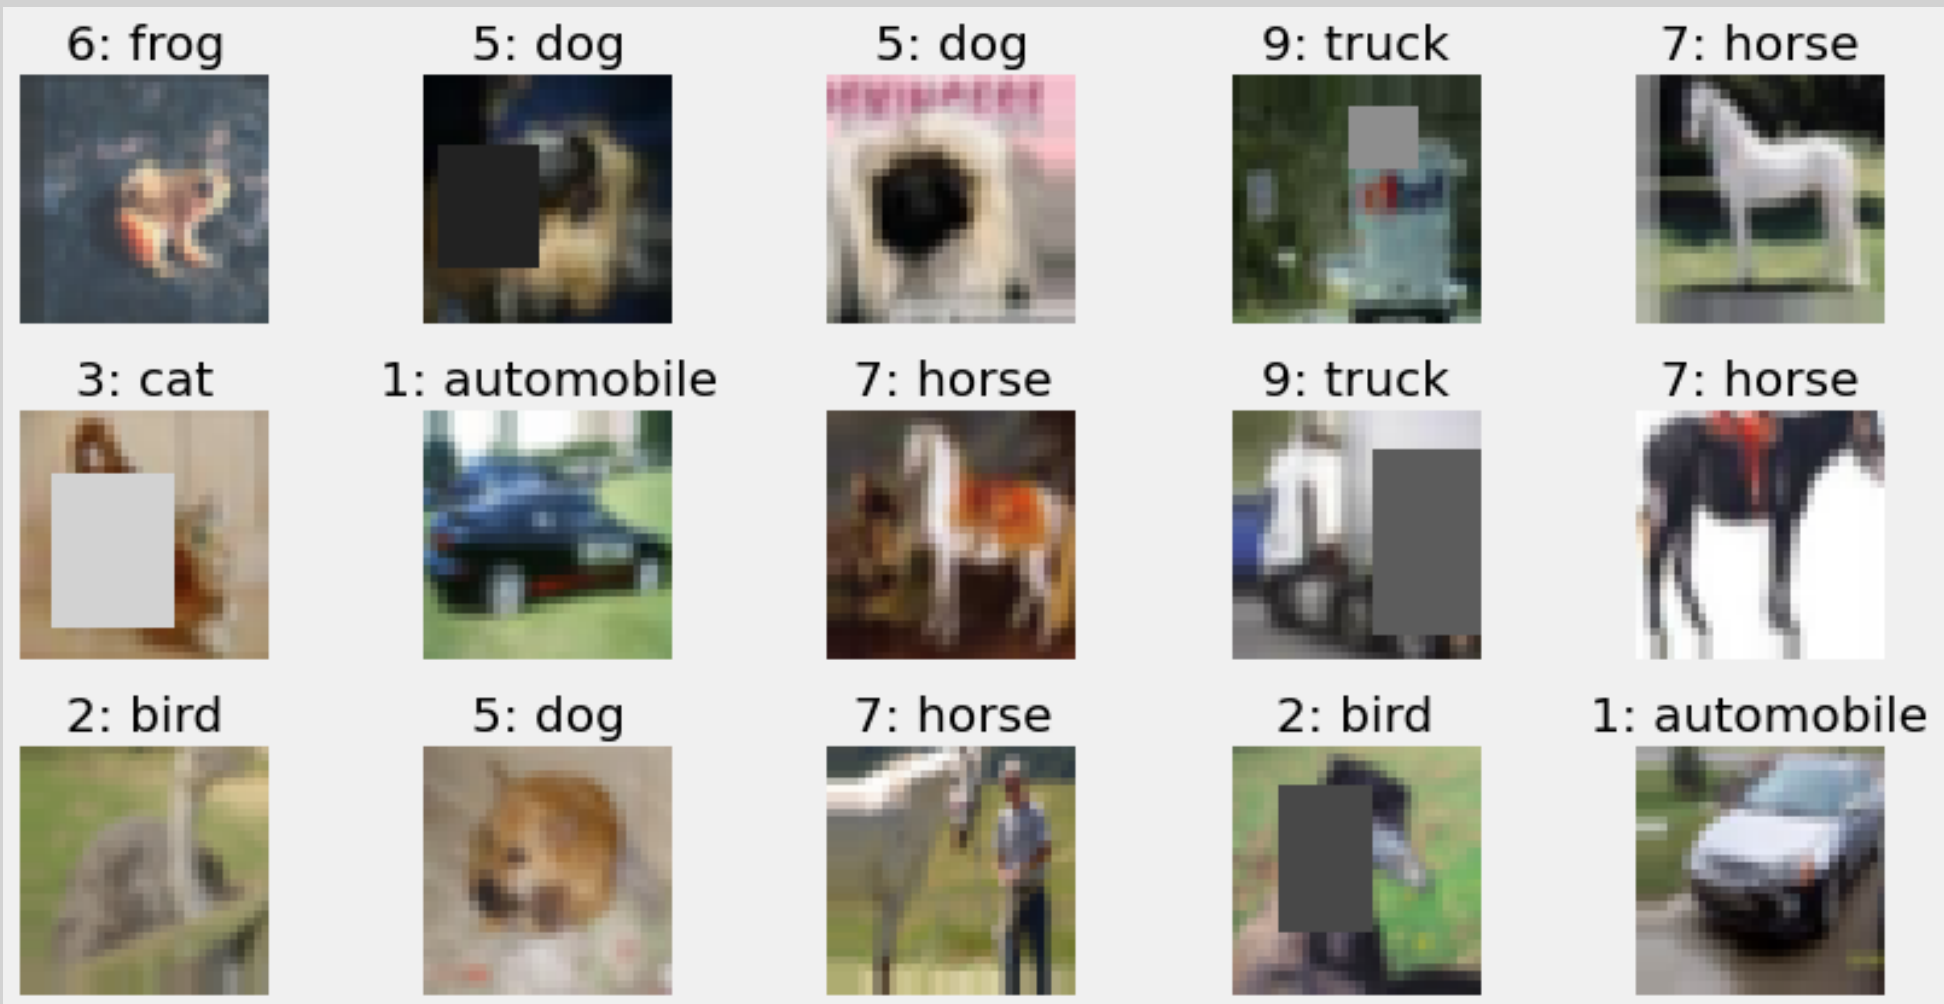 6: frog
5: dog
5: dog
9: truck
7: horse
3: cat
1: automobile
7: horse
9: truck
7: horse
2: bird
5: dog
7: horse
2: bird
1: automobile